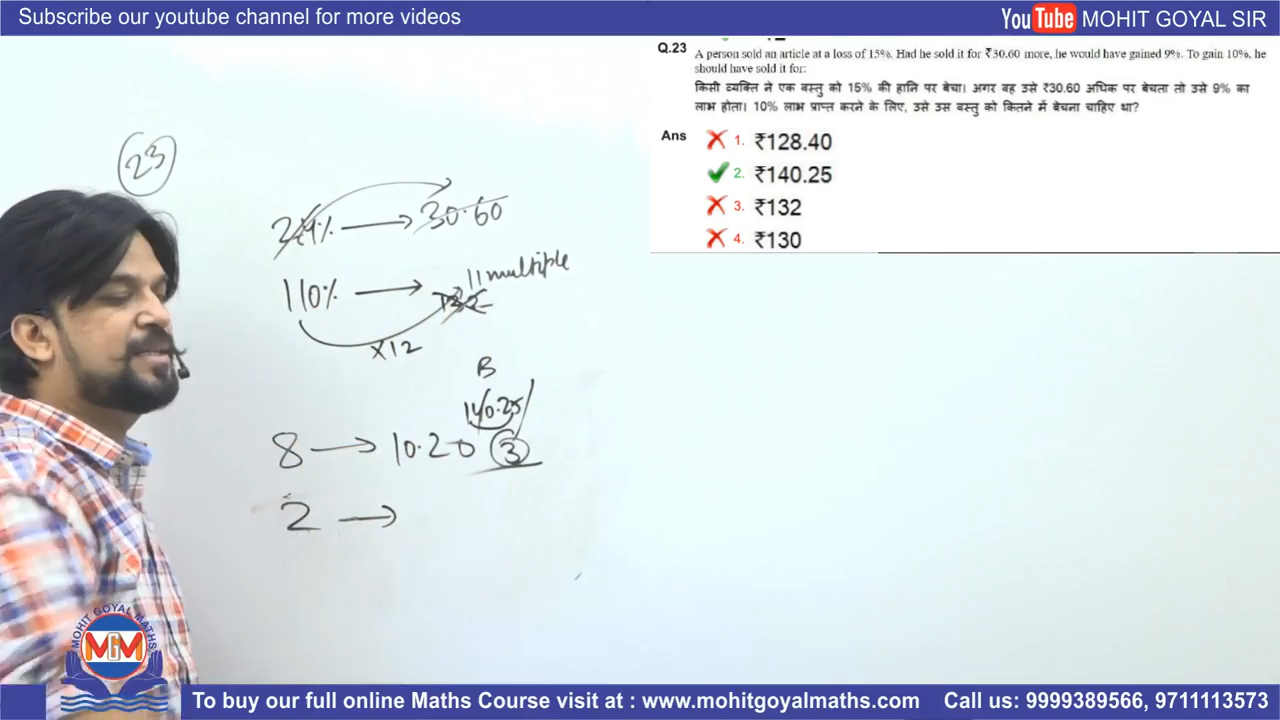 Subscribe our youtube channel for more videos
YouTube MOHIT GOYAL SIR
Q.23
A person sold an article at a loss of 15%. Had he sold it for ₹30.60 more, he would have gained 9%. To gain 10%, he
should have sold it for:
किसी व्यक्ति ने एक वस्तु को 15% की हानि पर बेचा। अगर वह उसे ₹30.60 अधिक पर बेचता तो उसे 9% का
लाभ होता। 10% लाभ प्राप्त करने के लिए, उसे उस वस्तु को कितने में बेचना चाहिए था?
Ans
1. ₹128.40
2. ₹140.25
3. ₹132
4. ₹130
23
24% → 30.60
11 multiple
110% → 132
×12
B
140.25
8 → 10.20 3
2 →
MOHIT GOYAL MATHS
MGM
To buy our full online Maths Course visit at : www.mohitgoyalmaths.com Call us: 9999389566, 9711113573